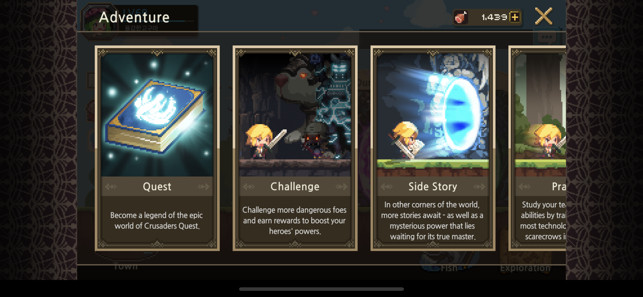 Adventure
1,439
Quest
Become a legend of the epic
world of Crusaders Quest.
Challenge
Challenge more dangerous foes
and earn rewards to boost your
heroes' powers.
Side Story
In other corners of the world,
more stories await - as well as a
mysterious power that lies
waiting for its true master.
Pra
Study your te
abilities by tra
most technolo
scarecrows i
Town
Fish
Exploration